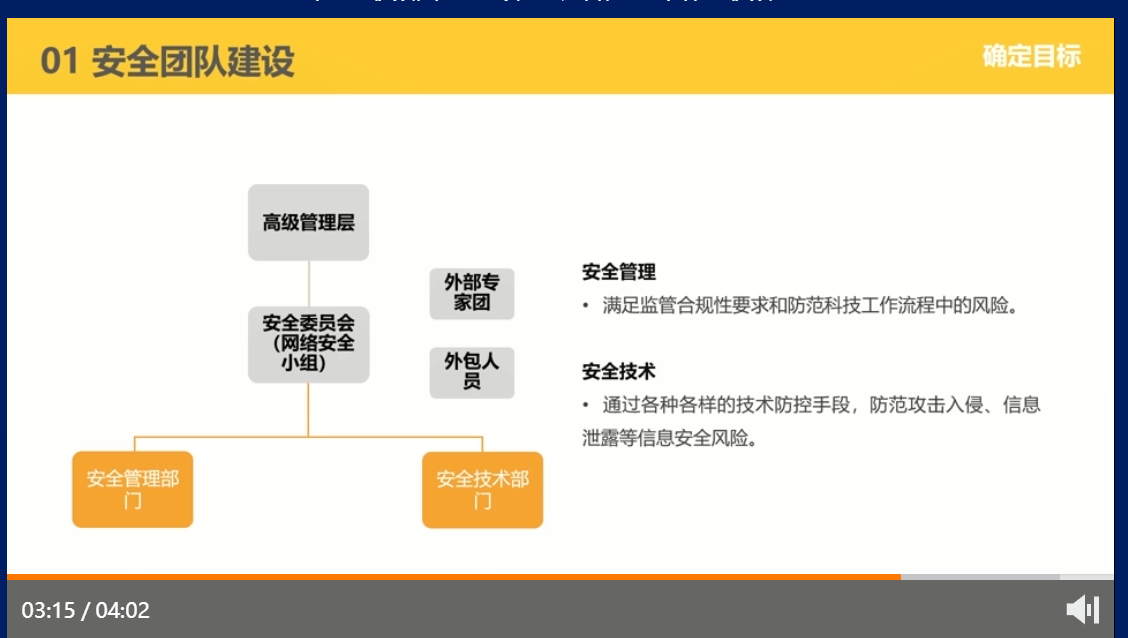 01 安全团队建设
确定目标
高级管理层
安全委员会
（网络安全
小组）
外部专
家团
外包人
员
安全管理部
门
安全技术部
门
安全管理
• 满足监管合规性要求和防范科技工作流程中的风险。
安全技术
• 通过各种各样的技术防控手段，防范攻击入侵、信息
泄露等信息安全风险。
03:15 / 04:02